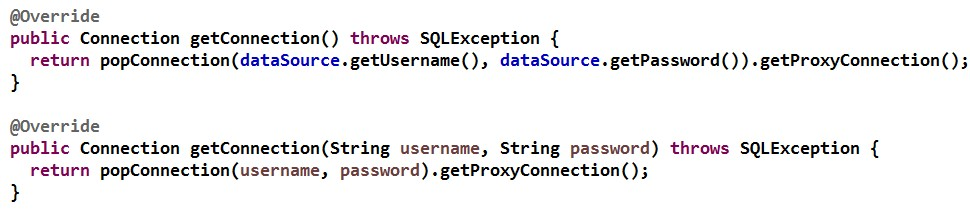 @Override
public Connection getConnection() throws SQLException {
  return popConnection(dataSource.getUsername(), dataSource.getPassword()).getProxyConnection();
}

@Override
public Connection getConnection(String username, String password) throws SQLException {
  return popConnection(username, password).getProxyConnection();
}